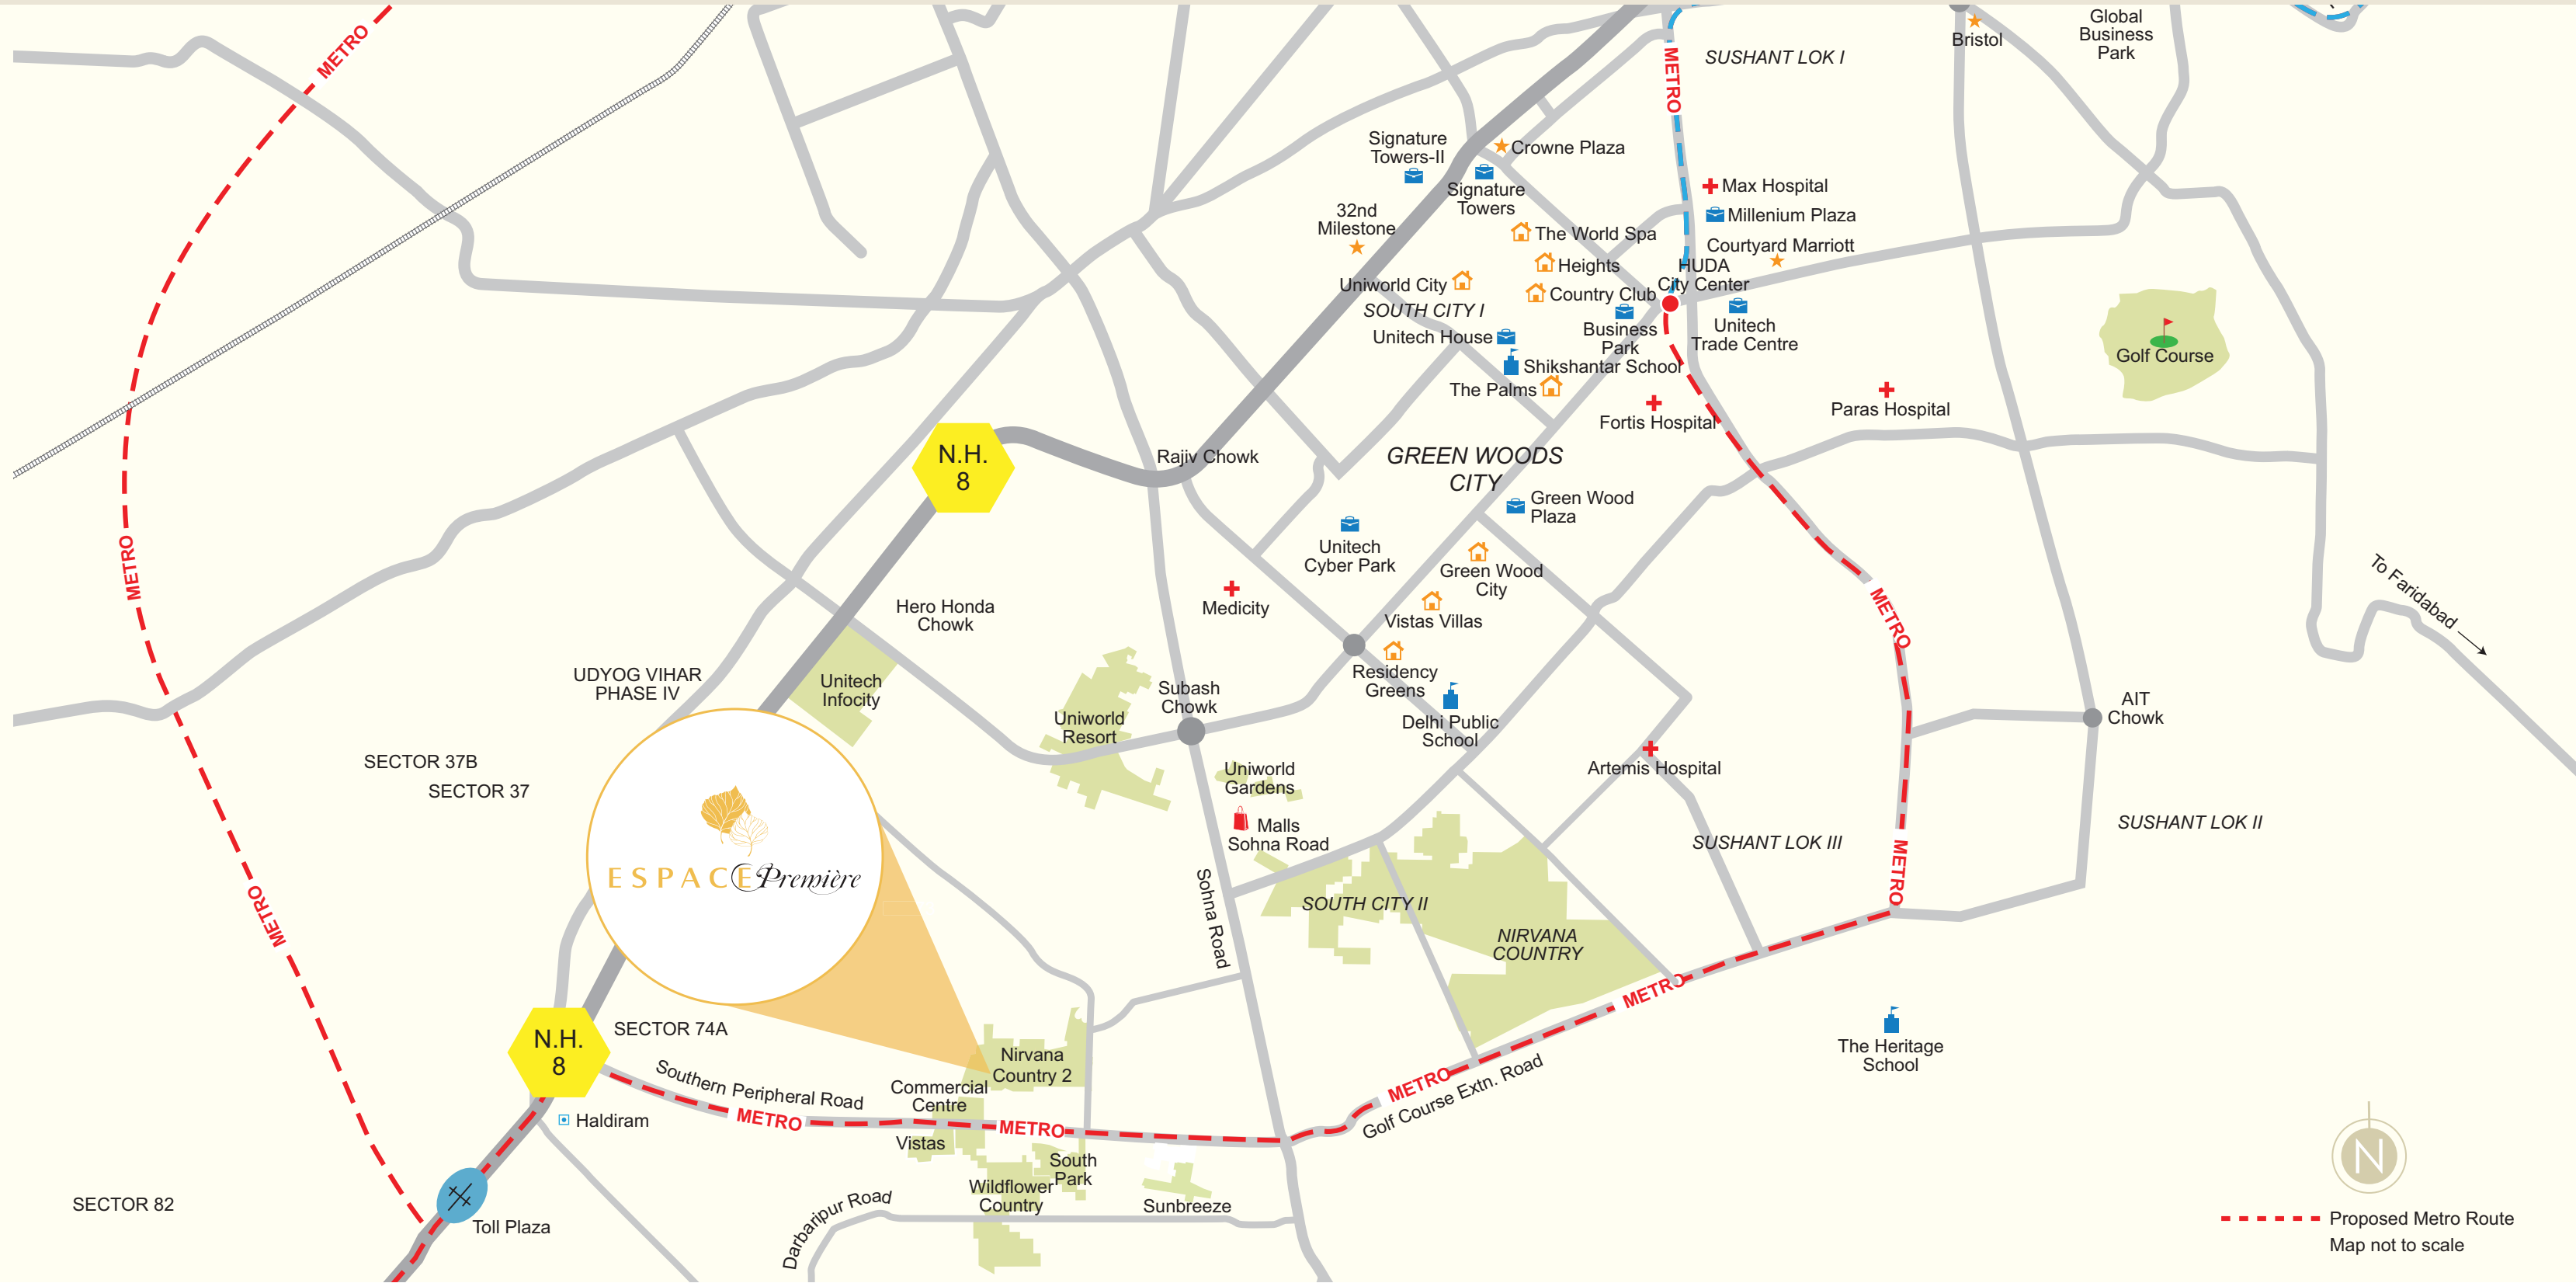 METRO
SUSHANT LOK I
METRO
Bristol
Global
Business
Park
Signature
Towers-II
Crowne Plaza
Signature
Towers
Max Hospital
Millenium Plaza
32nd
Milestone
The World Spa
Courtyard Marriott
Heights
HUDA
City Center
Uniworld City
Country Club
SOUTH CITY I
Unitech House
Business
Park
Unitech
Trade Centre
Shikshantar School
The Palms
Golf Course
Fortis Hospital
Paras Hospital
N.H.
8
Rajiv Chowk
GREEN WOODS
CITY
Green Wood
Plaza
METRO
Unitech
Cyber Park
Green Wood
City
To Faridabad
Medicity
Hero Honda
Chowk
Vistas Villas
METRO
UDYOG VIHAR
PHASE IV
Unitech
Infocity
Residency
Greens
Subash
Chowk
Uniworld
Resort
Delhi Public
School
AIT
Chowk
SECTOR 37B
SECTOR 37
Uniworld
Gardens
Artemis Hospital
Malls
Sohna Road
SUSHANT LOK III
SUSHANT LOK II
METRO
ESPACE Première
METRO
Sohna Road
SOUTH CITY II
NIRVANA
COUNTRY
METRO
N.H.
8
SECTOR 74A
Nirvana
Country 2
The Heritage
School
Southern Peripheral Road
Commercial
Centre
METRO
Golf Course Extn. Road
Haldiram
METRO
METRO
Vistas
South
Park
Wildflower
Country
Sunbreeze
Darbaripur Road
SECTOR 82
Toll Plaza
N
Proposed Metro Route
Map not to scale